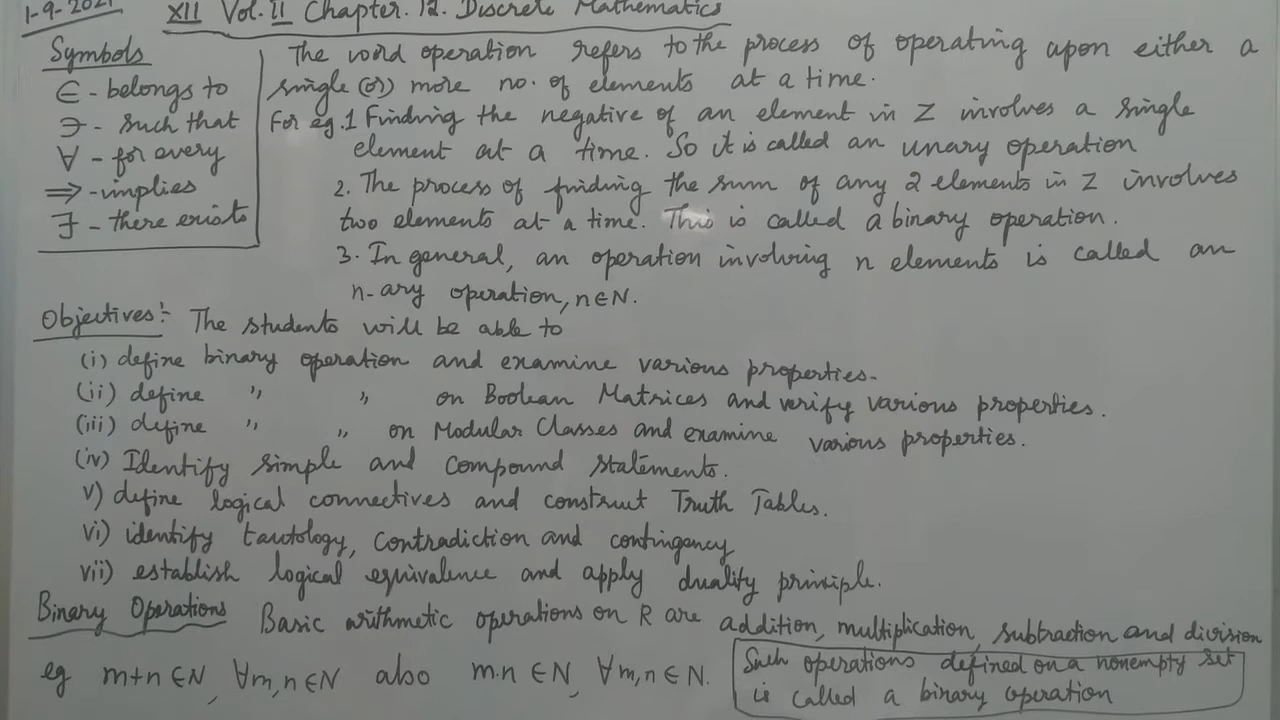 1-9-2021 XII Vol. II Chapter. 12. Discrete Mathematics
Symbols
∈ - belongs to
∋ - such that
∀ - for every
⇒ - implies
∃ - there exists
The word operation refers to the process of operating upon either a
single (or) more no. of elements at a time.
For eg. 1 Finding the negative of an element in Z involves a single
element at a time. So it is called an unary operation
2. The process of finding the sum of any 2 elements in Z involves
two elements at a time. This is called a binary operation.
3. In general, an operation involving n elements is called an
n-ary operation, n∈N.
Objectives:- The students will be able to
(i) define binary operation and examine various properties.
(ii) define " " on Boolean Matrices and verify various properties.
(iii) define " " on Modular Classes and examine various properties.
(iv) Identify simple and compound statements.
v) define logical connectives and construct Truth Tables.
vi) identify tautology, contradiction and contingency
vii) establish logical equivalence and apply duality principle.
Binary Operations Basic arithmetic operations on R are addition, multiplication, subtraction and division
eg m+n ∈ N, ∀m, n ∈ N also m.n ∈ N, ∀m, n ∈ N.
Such operations defined on a nonempty set
is called a binary operation